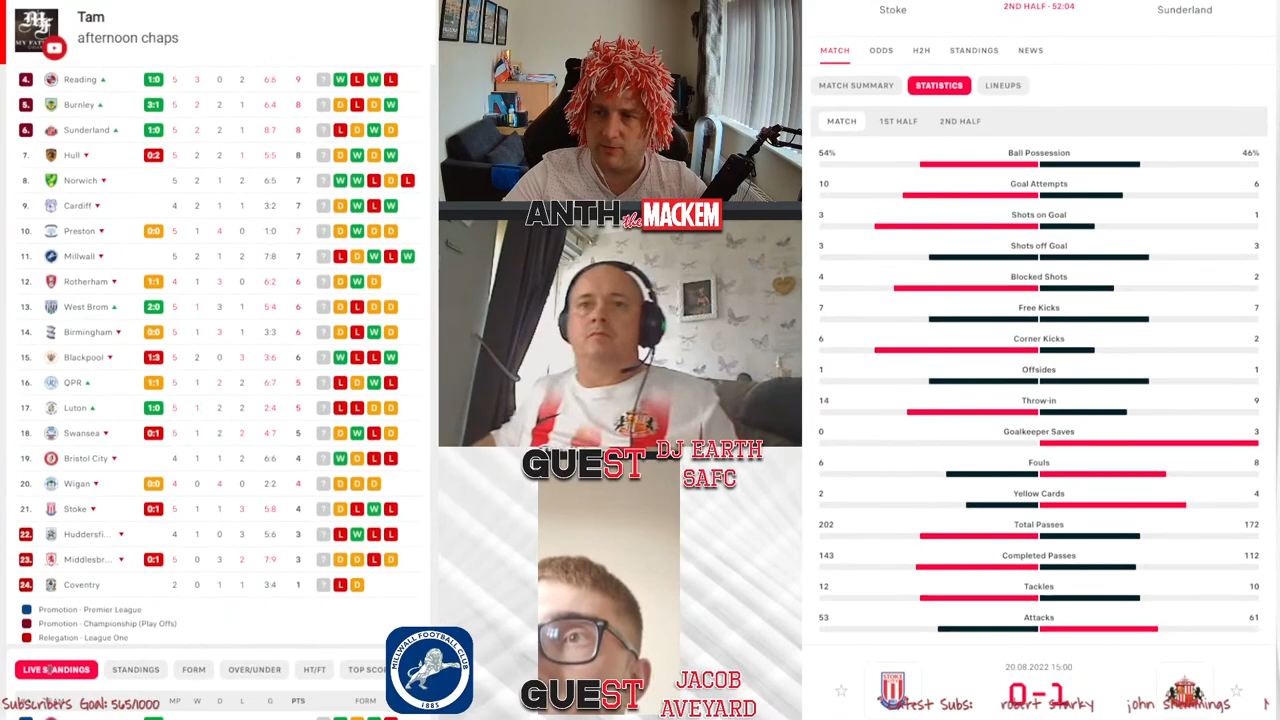 Tam
afternoon chaps
4. Reading 1:0 5 3 0 2 6:6 9 ? W L W L
5. Burnley 3:1 5 2 2 1 6:4 8 ? D L D W
6. Sunderland 1:0 5 2 2 1 8:7 8 ? L D W D
7. Hull 0:2 5 2 2 1 5:5 8 ? D W D W
8. Norwich 5 2 1 2 6:5 7 ? W W L D L
9. Cardiff 4 2 1 1 3:2 7 ? D W L W
10. Preston 0:0 5 1 4 0 1:0 7 ? D W D D
11. Millwall 5 2 1 2 7:8 7 ? L D W L W
12. Rotherham 1:1 4 1 3 0 6:2 6 ? D W D
13. West Brom 2:0 5 1 3 1 5:4 6 ? D L D D
14. Birmingham 0:0 5 1 3 1 3:3 6 ? D L W D
15. Blackpool 1:3 5 2 0 3 3:6 6 ? W L L W
16. QPR 1:1 5 1 2 2 6:7 5 ? L D W L
17. Luton 1:0 5 1 2 2 2:4 5 ? L L D D
18. Swansea 0:1 5 1 2 2 4:7 5 ? D L W D
19. Bristol City 4 1 1 2 6:6 4 ? W D L L
20. Wigan 0:0 4 0 4 0 2:2 4 ? D D D
21. Stoke 0:1 5 1 1 3 5:8 4 ? D L W L
22. Huddersfi... 4 1 0 3 5:6 3 ? L W L L
23. Middlesbr... 0:1 5 0 3 2 7:9 3 ? D D L D
24. Coventry 2 0 1 1 3:4 1 ? L D
Promotion - Premier League
Promotion - Championship (Play Offs)
Relegation - League One
LIVE STANDINGS STANDINGS FORM OVER/UNDER HT/FT TOP SCO
Subscribers Goal: 565/1000
MP W D L G PTS FORM
ANTH the MACKEM
GUEST DJ EARTH
SAFC
MILLWALL FOOTBALL CLUB
1885
GUEST JACOB
AVEYARD
Stoke 2ND HALF - 52:04 Sunderland
MATCH ODDS H2H STANDINGS NEWS
MATCH SUMMARY STATISTICS LINEUPS
MATCH 1ST HALF 2ND HALF
54% Ball Possession 46%
10 Goal Attempts 6
3 Shots on Goal 1
3 Shots off Goal 3
4 Blocked Shots 2
7 Free Kicks 7
6 Corner Kicks 2
1 Offsides 1
14 Throw-in 9
0 Goalkeeper Saves 3
6 Fouls 8
2 Yellow Cards 4
202 Total Passes 172
143 Completed Passes 112
12 Tackles 10
53 Attacks 61
20.08.2022 15:00
STOKE 0-1
Latest Subs: robert starky john skemmings